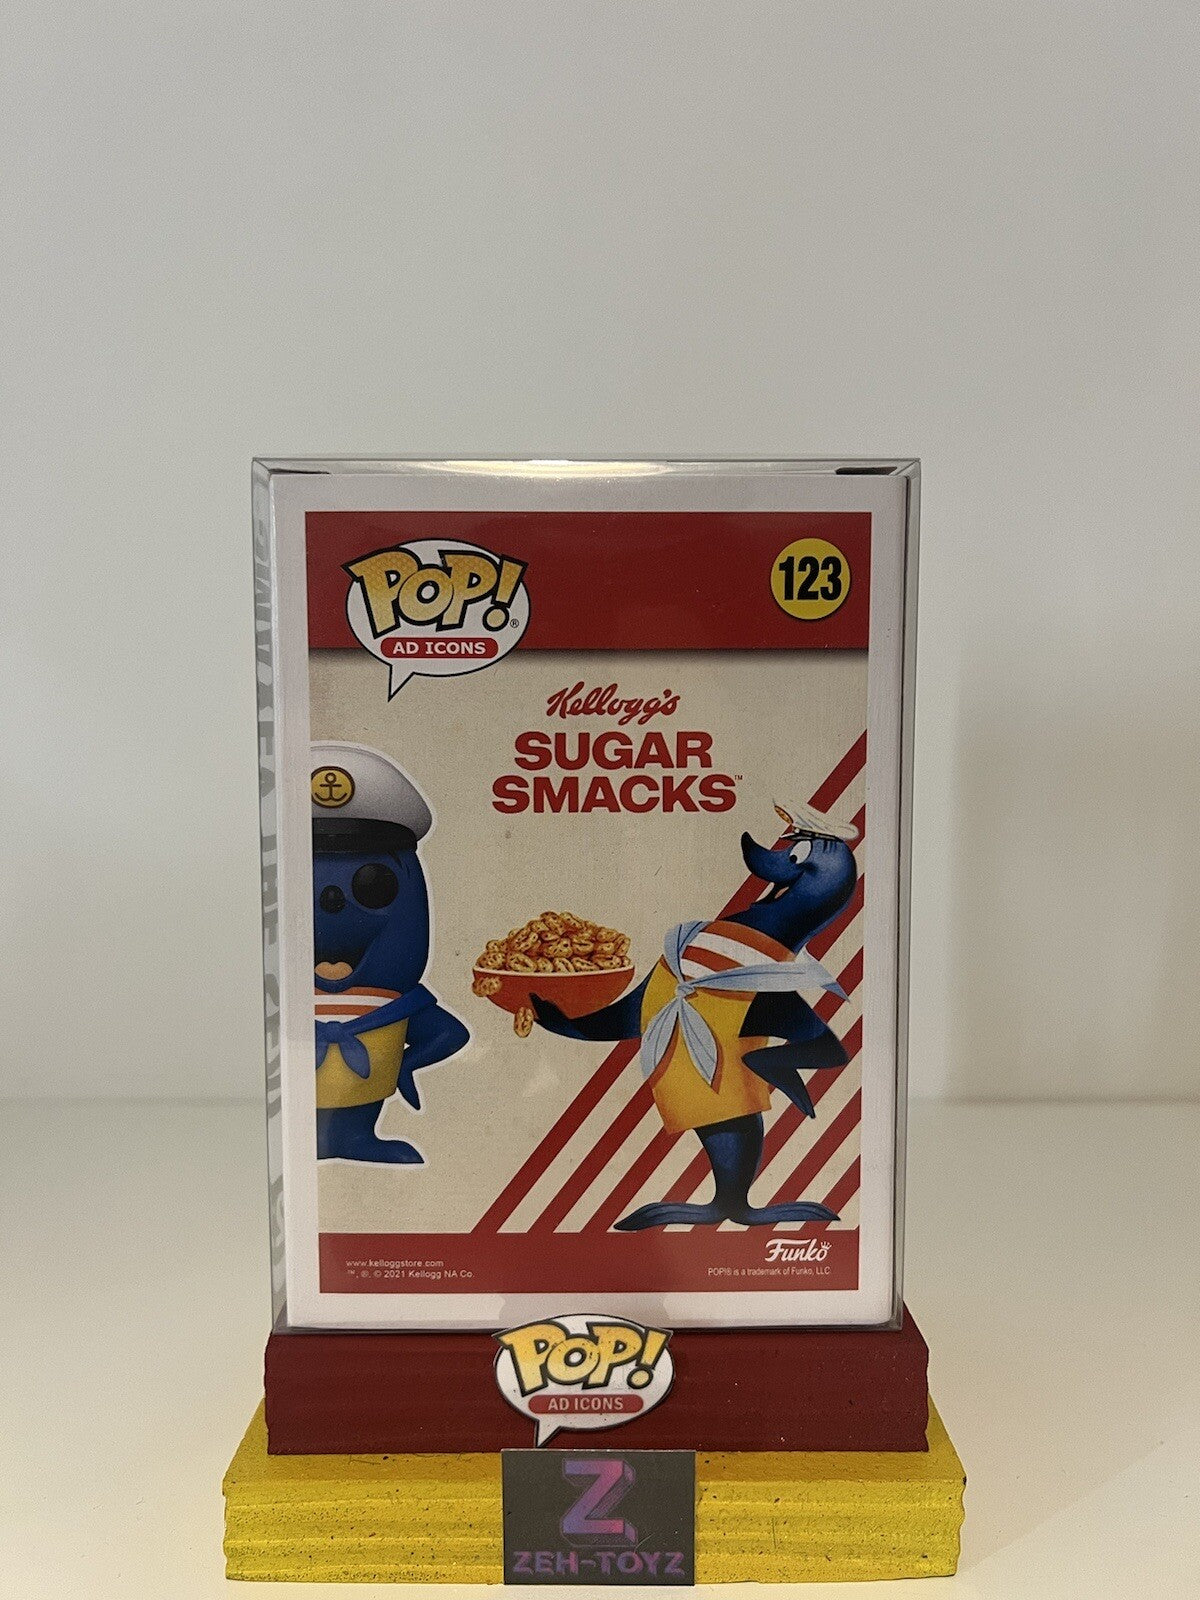 POP!®
AD ICONS
123
Kellogg's
SUGAR
SMACKS™
www.kelloggstore.com
™, ®, © 2021 Kellogg NA Co.
Funko
POP!® is a trademark of Funko, LLC
POP!
AD ICONS
Z
ZEH-TOYZ